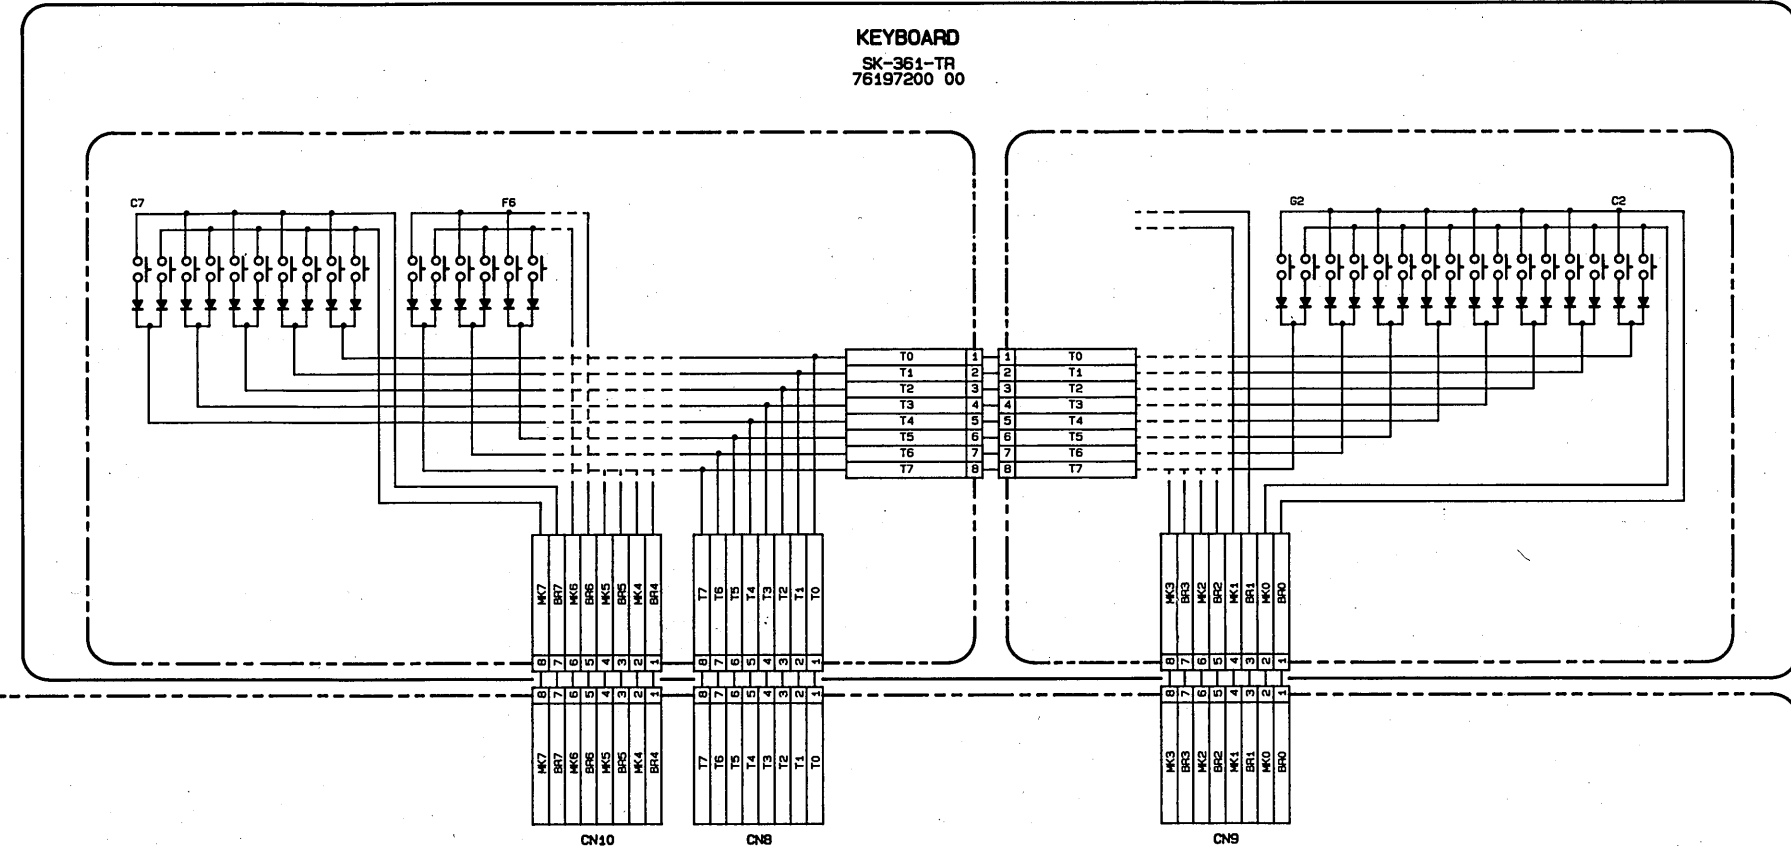 KEYBOARD
SK-361-TR
76197200 00
C7 F6 G2 C2
T0 1 1 T0
T1 2 2 T1
T2 3 3 T2
T3 4 4 T3
T4 5 5 T4
T5 6 6 T5
T6 7 7 T6
T7 8 8 T7
MK7 BR7 MK6 BR6 MK5 BR5 MK4 BR4
T7 T6 T5 T4 T3 T2 T1 T0
MK3 BR3 MK2 BR2 MK1 BR1 MK0 BR0
8 7 6 5 4 3 2 1
8 7 6 5 4 3 2 1
8 7 6 5 4 3 2 1
8 7 6 5 4 3 2 1
8 7 6 5 4 3 2 1
8 7 6 5 4 3 2 1
MK7 BR7 MK6 BR6 MK5 BR5 MK4 BR4
T7 T6 T5 T4 T3 T2 T1 T0
MK3 BR3 MK2 BR2 MK1 BR1 MK0 BR0
CN10 CN8 CN9